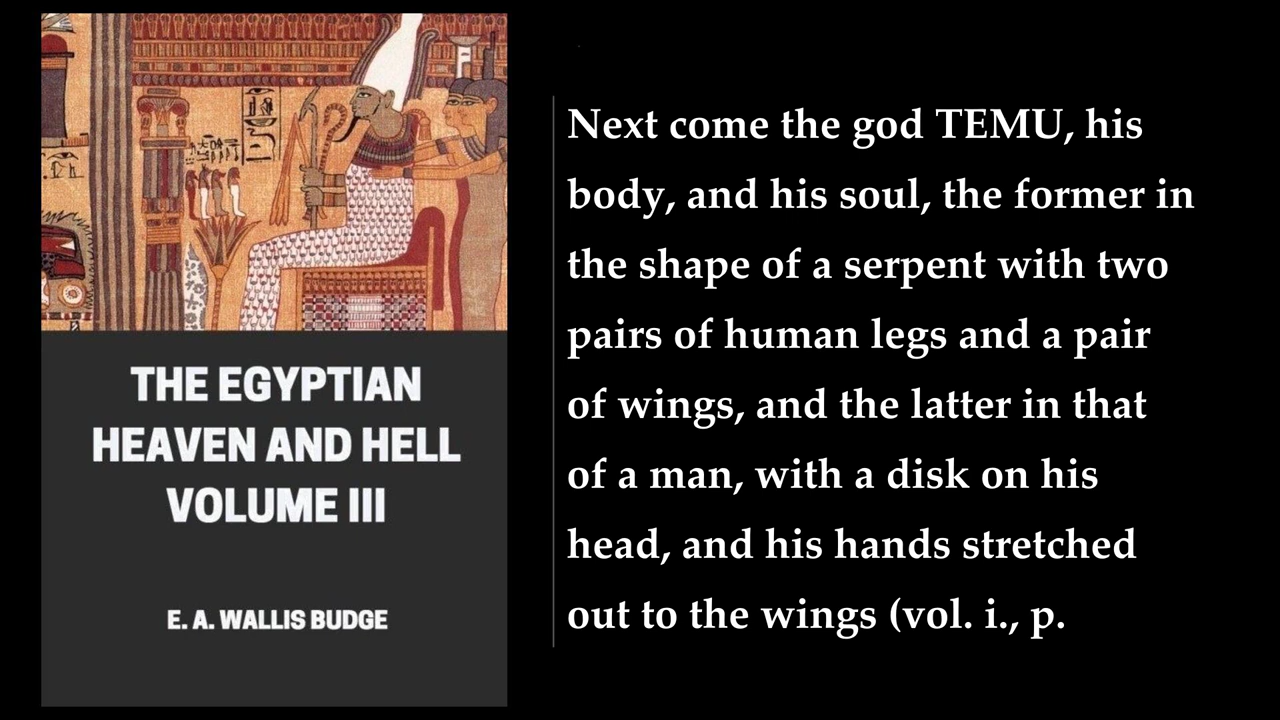 THE EGYPTIAN
HEAVEN AND HELL
VOLUME III
E. A. WALLIS BUDGE
Next come the god TEMU, his
body, and his soul, the former in
the shape of a serpent with two
pairs of human legs and a pair
of wings, and the latter in that
of a man, with a disk on his
head, and his hands stretched
out to the wings (vol. i., p.